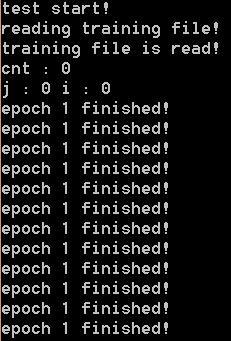 test start!
reading training file!
training file is read!
cnt : 0
j : 0 i : 0
epoch 1 finished!
epoch 1 finished!
epoch 1 finished!
epoch 1 finished!
epoch 1 finished!
epoch 1 finished!
epoch 1 finished!
epoch 1 finished!
epoch 1 finished!
epoch 1 finished!
epoch 1 finished!
epoch 1 finished!